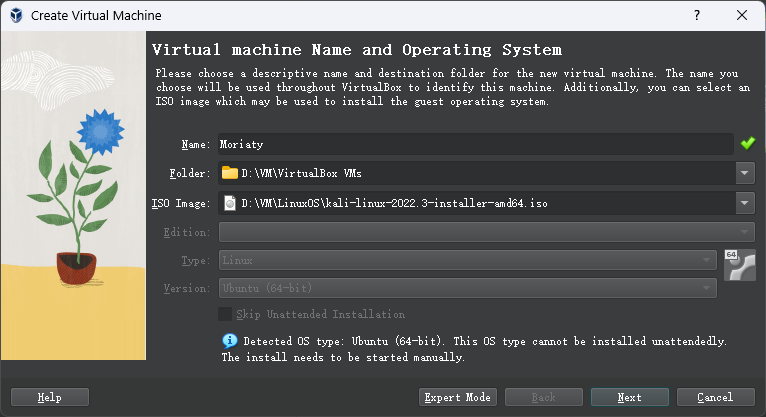 Create Virtual Machine
?
Virtual machine Name and Operating System
Please choose a descriptive name and destination folder for the new virtual machine. The name you
choose will be used throughout VirtualBox to identify this machine. Additionally, you can select an
ISO image which may be used to install the guest operating system.
Name: Moriaty
Folder: D:\VM\VirtualBox VMs
ISO Image: D:\VM\LinuxOS\kali-linux-2022.3-installer-amd64.iso
Edition:
Type: Linux
64
Version: Ubuntu (64-bit)
Skip Unattended Installation
Detected OS type: Ubuntu (64-bit). This OS type cannot be installed unattendedly.
The install needs to be started manually.
Help Expert Mode Back Next Cancel